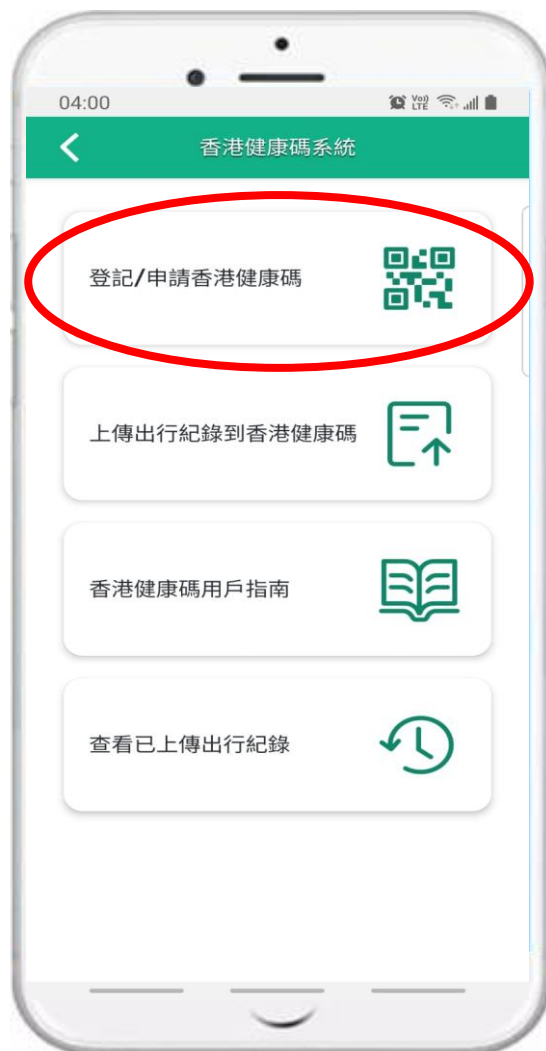 04:00
Vo)) LTE
香港健康碼系統
登記/申請香港健康碼
上傳出行紀錄到香港健康碼
香港健康碼用戶指南
查看已上傳出行紀錄